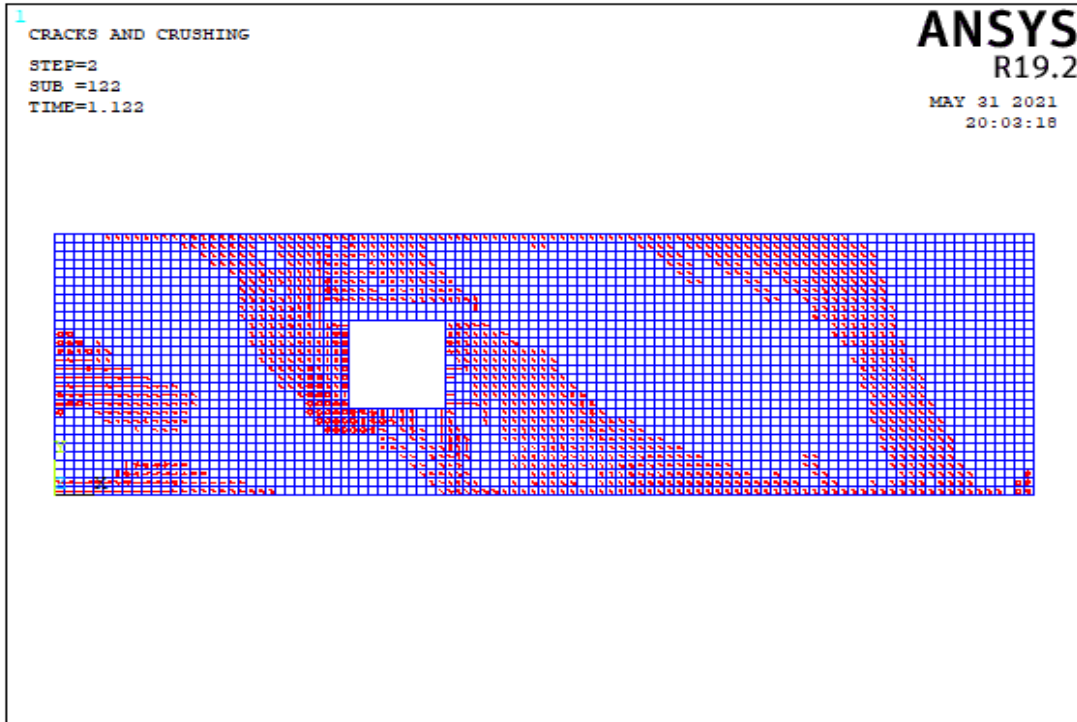 1
CRACKS AND CRUSHING
STEP=2
SUB =122
TIME=1.122
ANSYS
R19.2
MAY 31 2021
20:03:18
Y
X